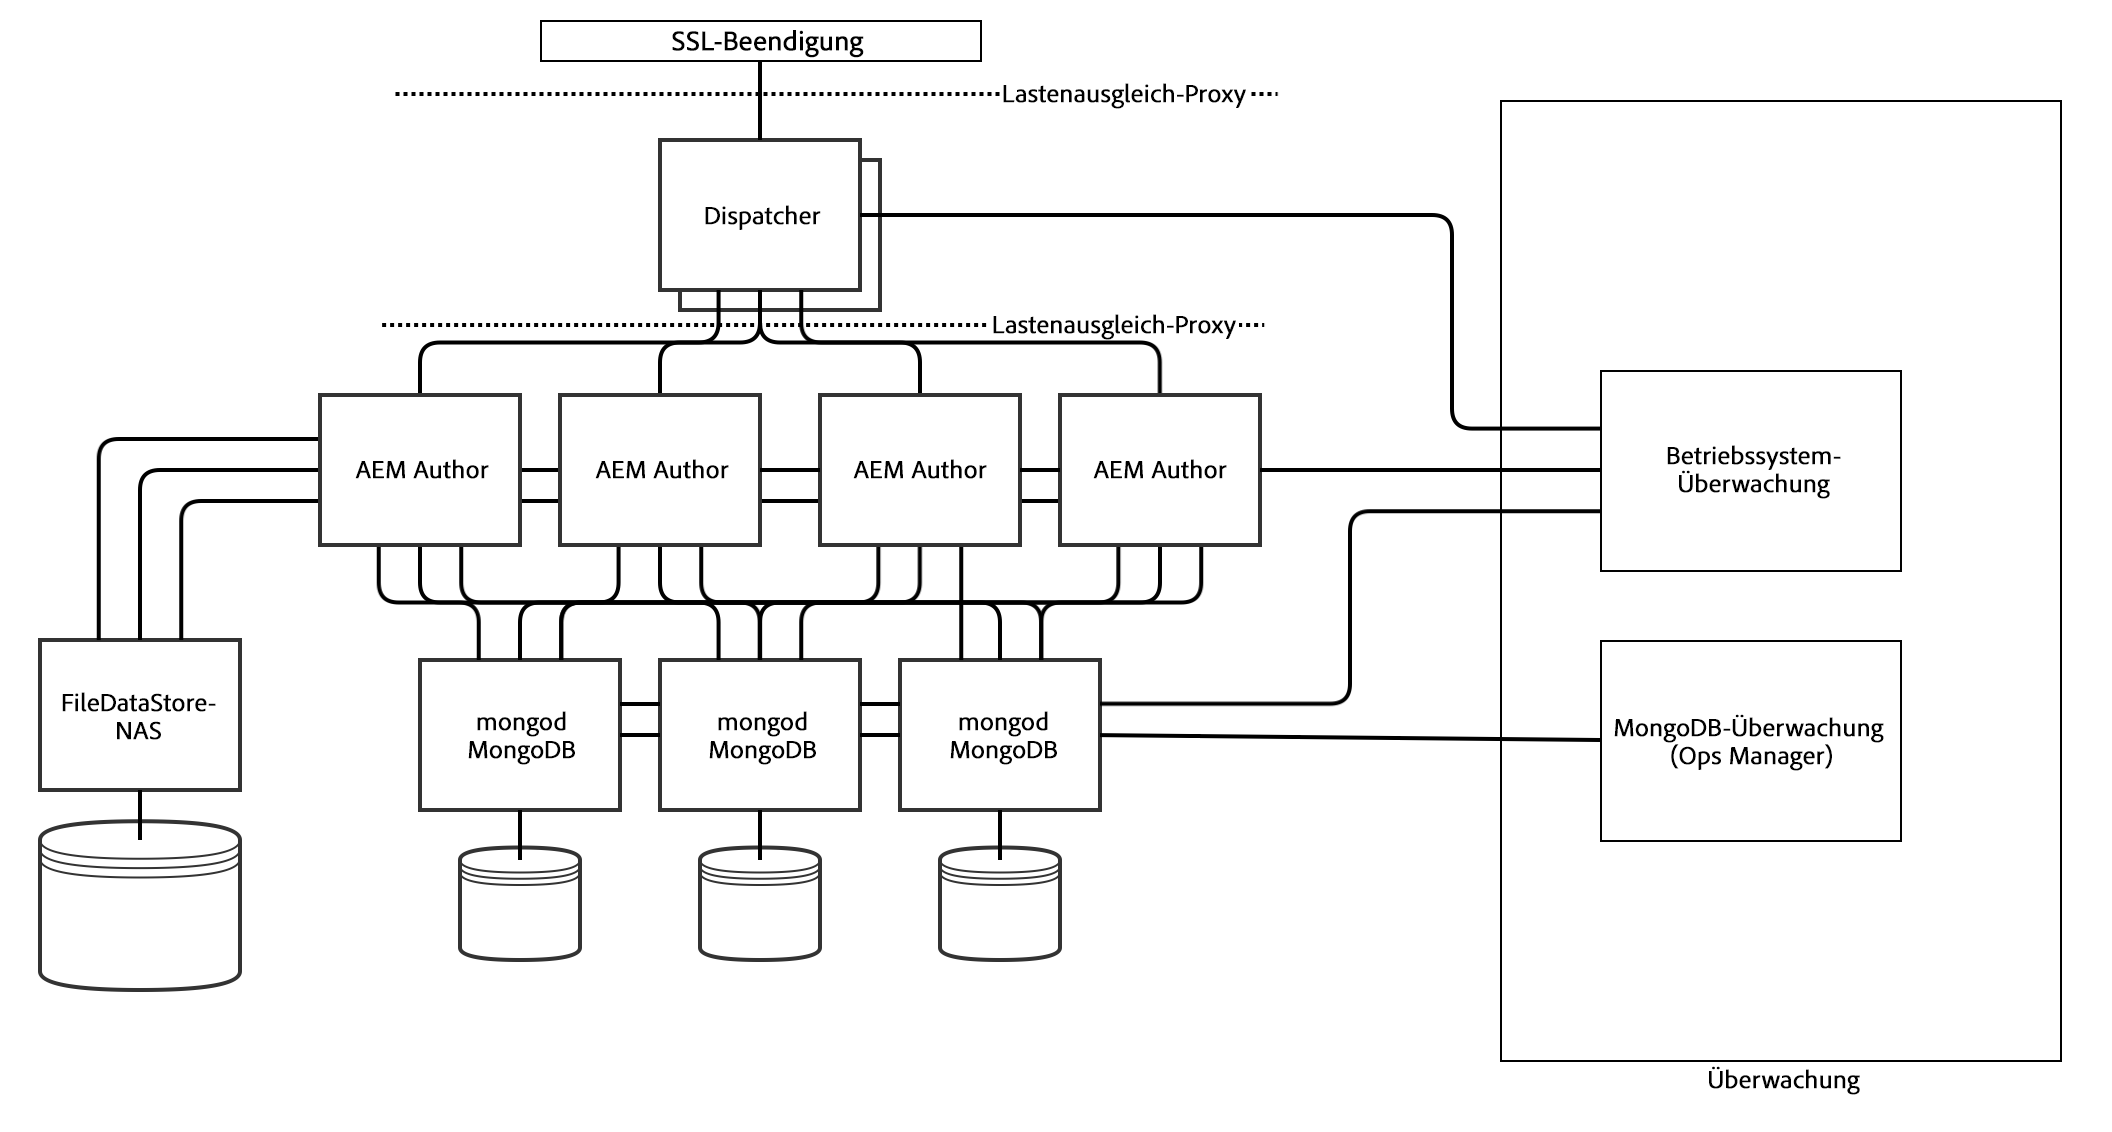 SSL-Beendigung
Lastenausgleich-Proxy
Dispatcher
Lastenausgleich-Proxy
AEM Author
AEM Author
AEM Author
AEM Author
Betriebssystem-
Überwachung
FileDataStore-
NAS
mongod
MongoDB
mongod
MongoDB
mongod
MongoDB
MongoDB-Überwachung
(Ops Manager)
Überwachung